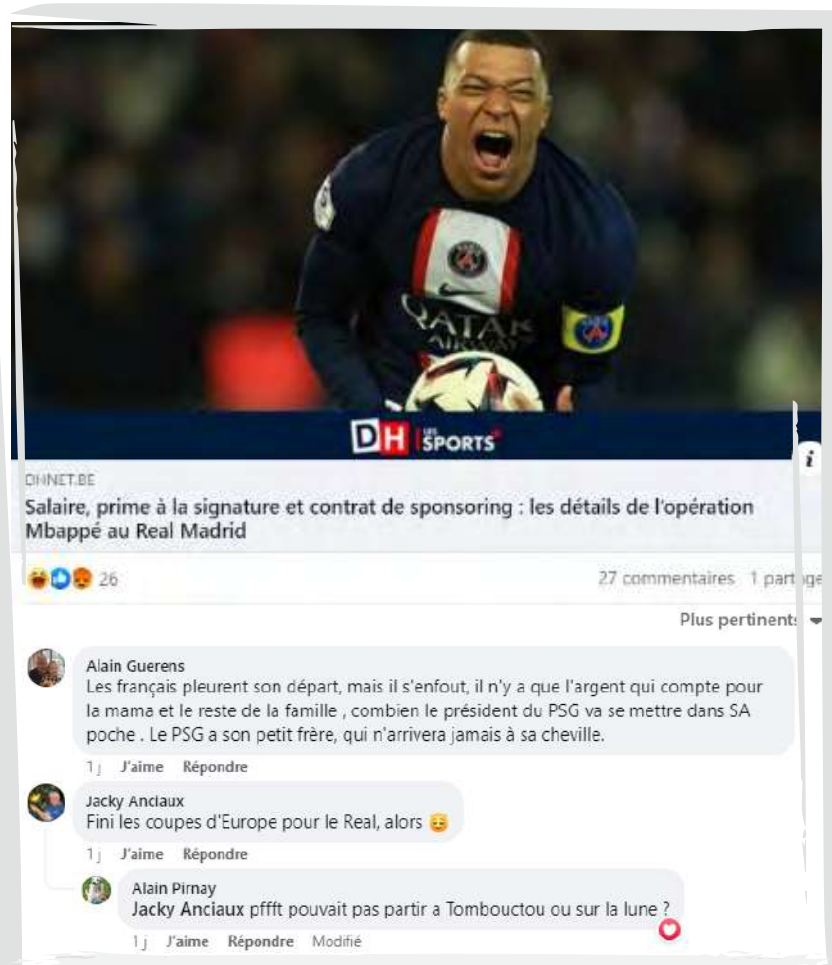 QATAR
AIRWAYS
DH LES SPORTS+
DHNET.BE
Salaire, prime à la signature et contrat de sponsoring : les détails de l'opération
Mbappé au Real Madrid
26
27 commentaires 1 partage
Plus pertinents
Alain Guerens
Les français pleurent son départ, mais il s'enfout, il n'y a que l'argent qui compte pour
la mama et le reste de la famille , combien le président du PSG va se mettre dans SA
poche . Le PSG a son petit frère, qui n'arrivera jamais à sa cheville.
1 j J'aime Répondre
Jacky Anciaux
Fini les coupes d'Europe pour le Real, alors
1 j J'aime Répondre
Alain Pirnay
Jacky Anciaux pffft pouvait pas partir a Tombouctou ou sur la lune ?
1 j J'aime Répondre Modifié